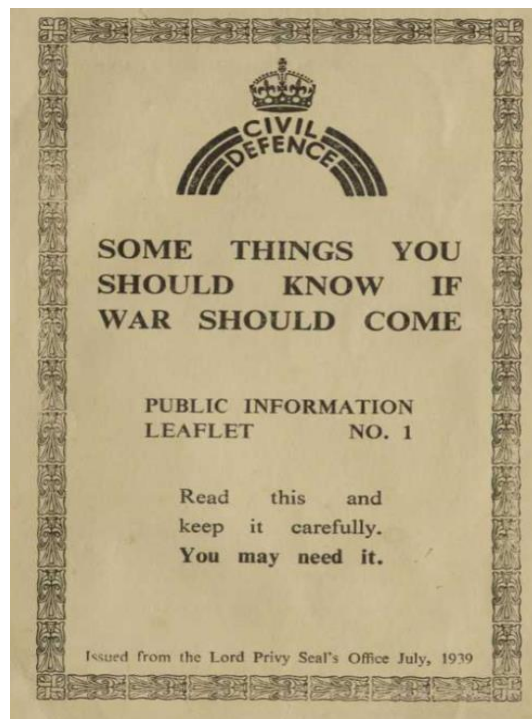 CIVIL
DEFENCE
SOME THINGS YOU
SHOULD KNOW IF
WAR SHOULD COME
PUBLIC INFORMATION
LEAFLET NO. 1
Read this and
keep it carefully.
You may need it.
Issued from the Lord Privy Seal's Office July, 1939